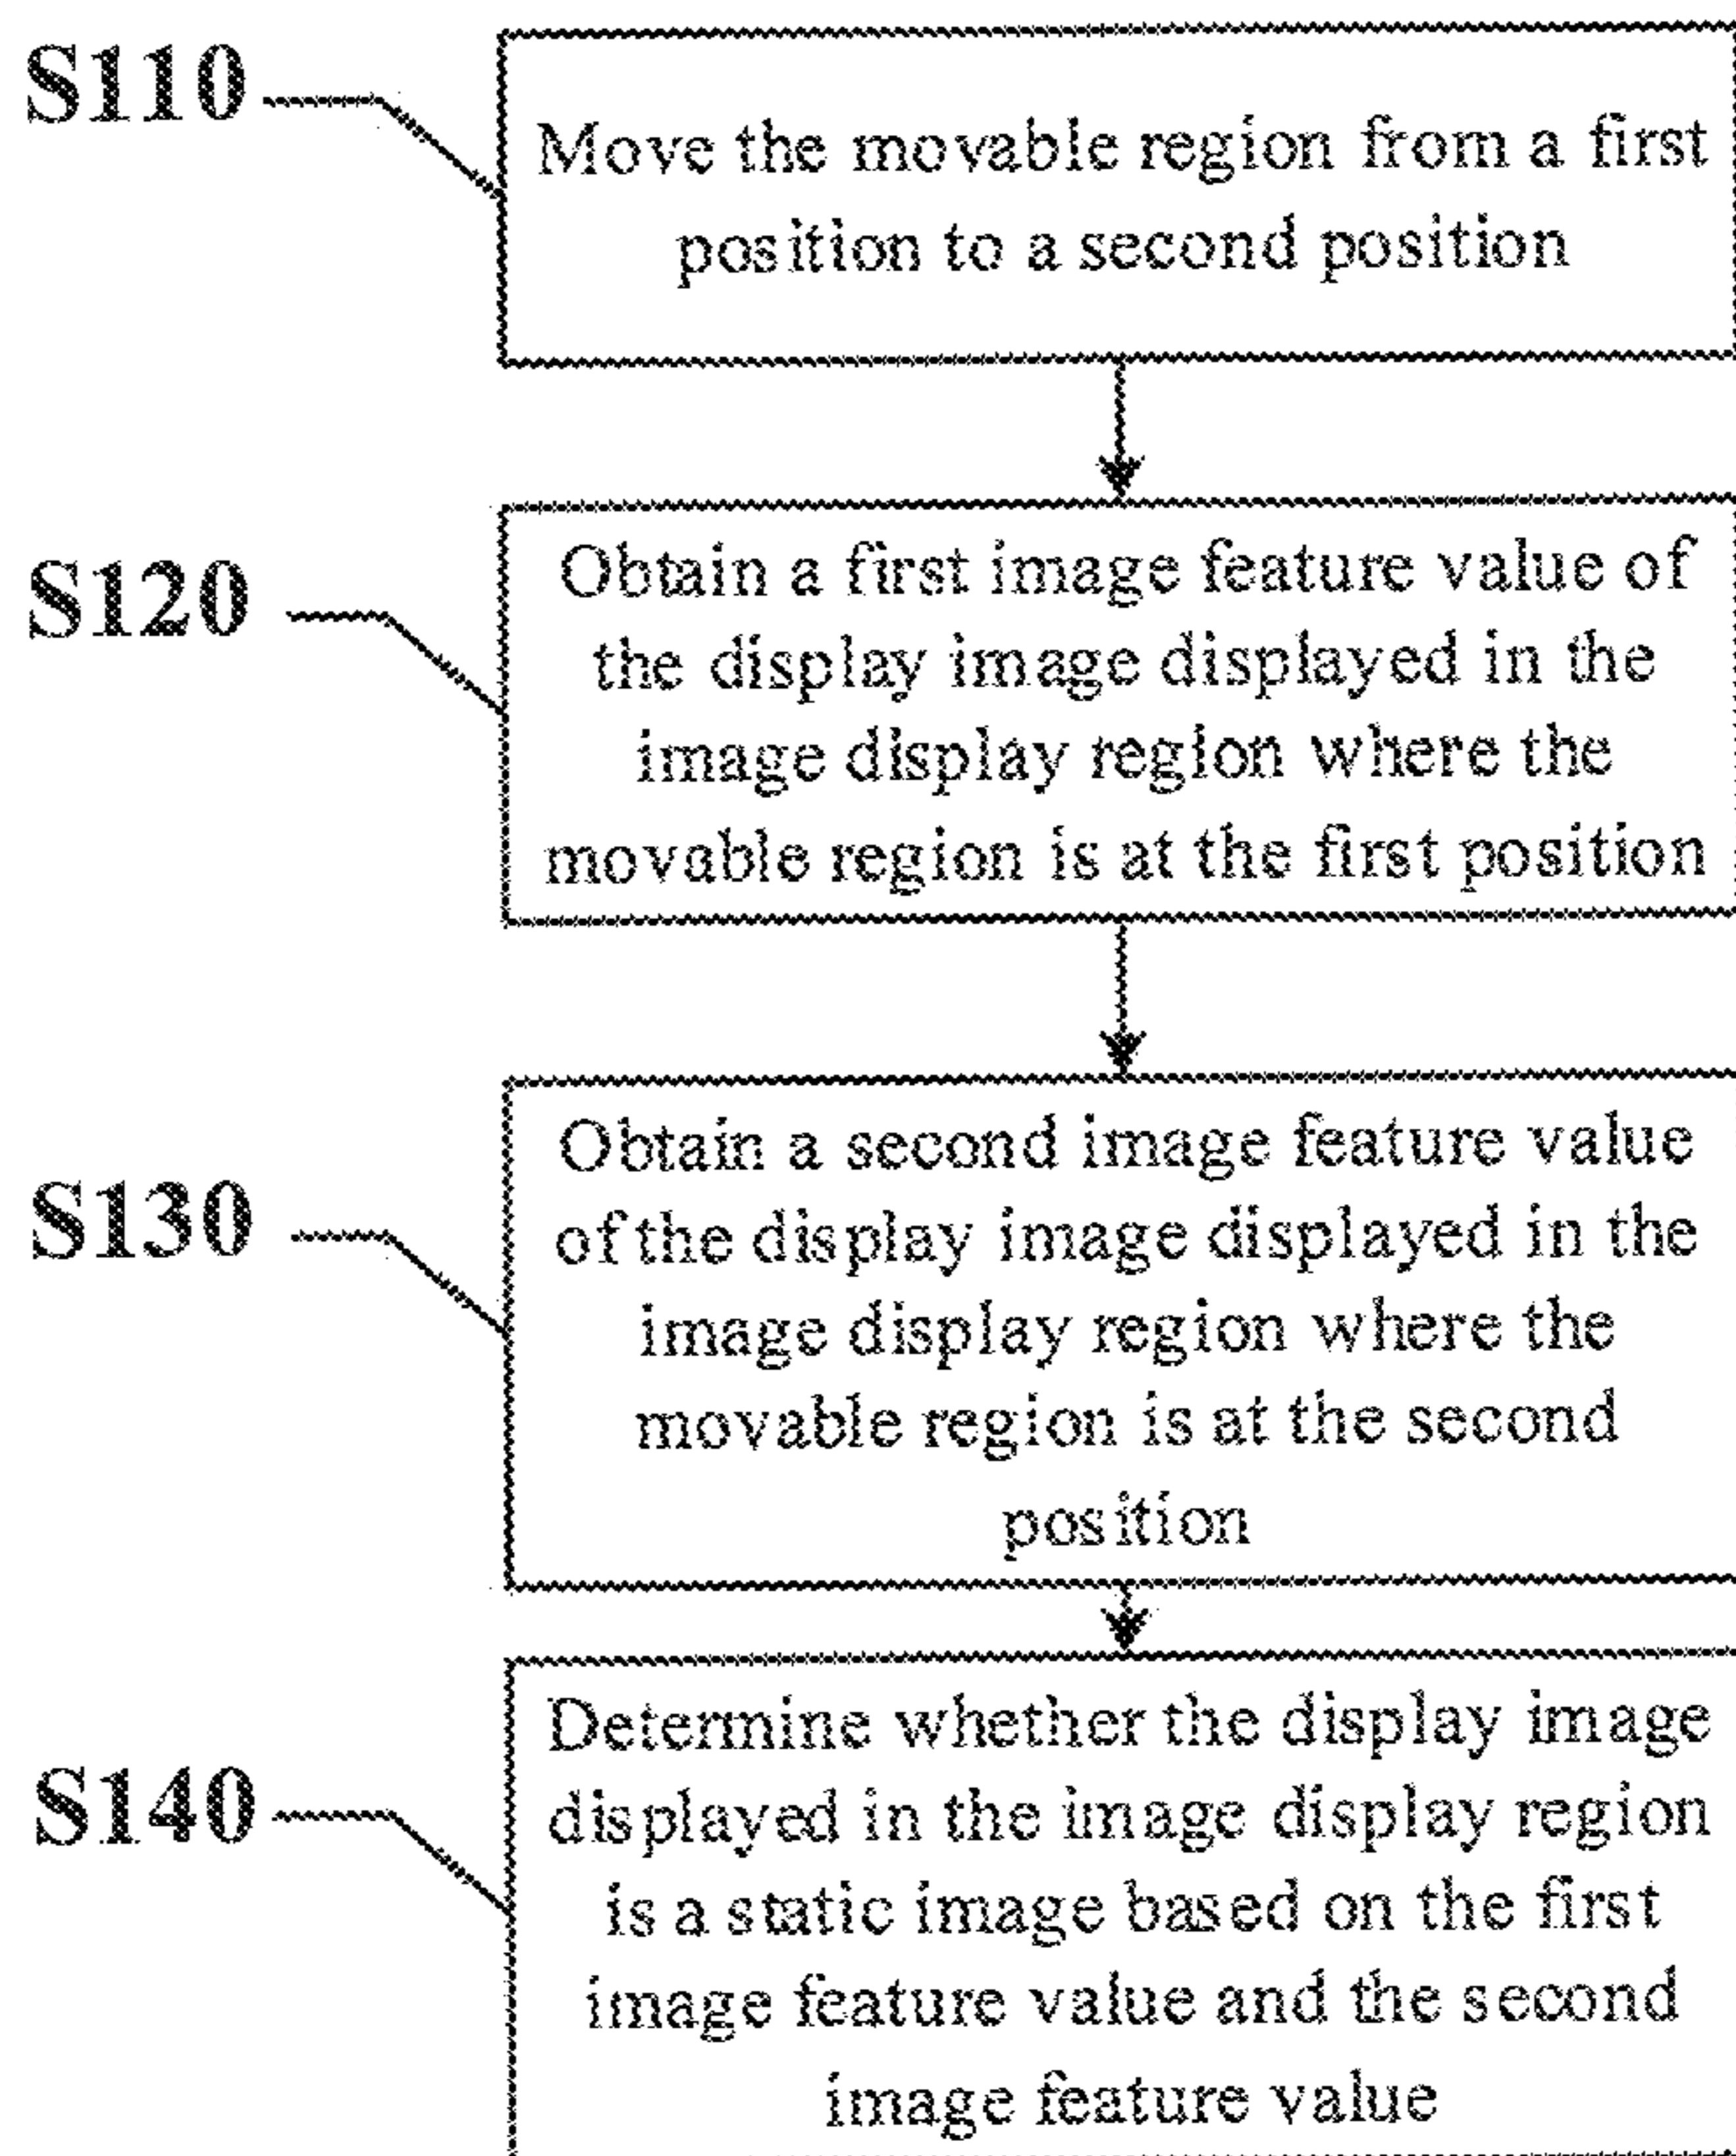 S110
Move the movable region from a first
position to a second position
S120
Obtain a first image feature value of
the display image displayed in the
image display region where the
movable region is at the first position
S130
Obtain a second image feature value
of the display image displayed in the
image display region where the
movable region is at the second
position
S140
Determine whether the display image
displayed in the image display region
is a static image based on the first
image feature value and the second
image feature value